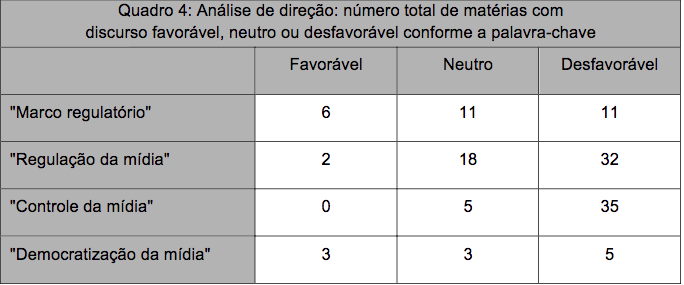 Quadro 4: Análise de direção: número total de matérias com
discurso favorável, neutro ou desfavorável conforme a palavra-chave
Favorável Neutro Desfavorável
"Marco regulatório" 6 11 11
"Regulação da mídia" 2 18 32
"Controle da mídia" 0 5 35
"Democratização da mídia" 3 3 5